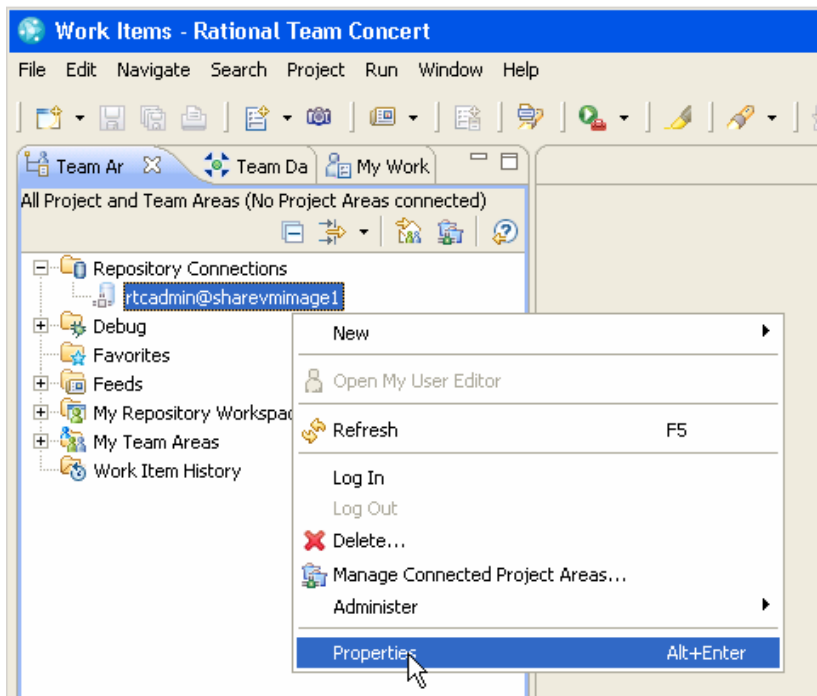 Work Items - Rational Team Concert
File Edit Navigate Search Project Run Window Help
Team Ar Team Da My Work
All Project and Team Areas (No Project Areas connected)
Repository Connections
rtcadmin@sharevmimage1
Debug
Favorites
Feeds
My Repository Workspac
My Team Areas
Work Item History
New
Open My User Editor
Refresh F5
Log In
Log Out
Delete...
Manage Connected Project Areas...
Administer
Properties Alt+Enter